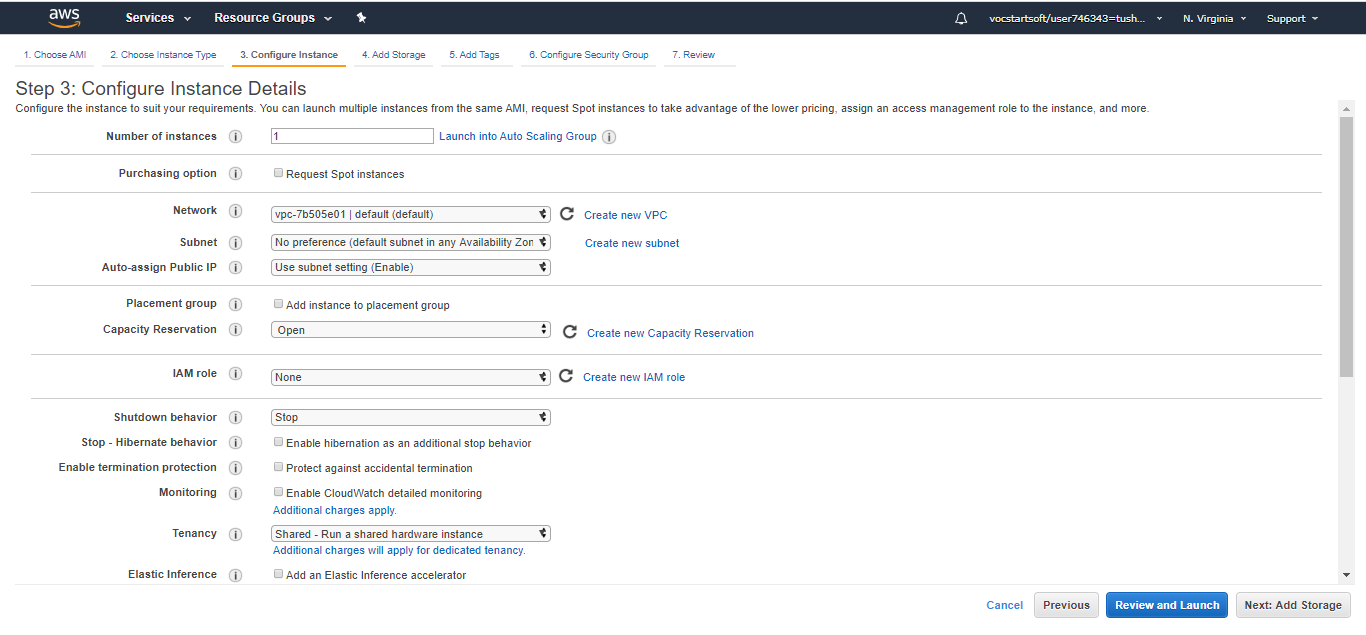 aws Services Resource Groups vocstartsoft/user746343=tush... N. Virginia Support
1. Choose AMI 2. Choose Instance Type 3. Configure Instance 4. Add Storage 5. Add Tags 6. Configure Security Group 7. Review
Step 3: Configure Instance Details
Configure the instance to suit your requirements. You can launch multiple instances from the same AMI, request Spot instances to take advantage of the lower pricing, assign an access management role to the instance, and more.
Number of instances i 1 Launch into Auto Scaling Group i
Purchasing option i Request Spot instances
Network i vpc-7b505e01 | default (default) Create new VPC
Subnet i No preference (default subnet in any Availability Zon Create new subnet
Auto-assign Public IP i Use subnet setting (Enable)
Placement group i Add instance to placement group
Capacity Reservation i Open Create new Capacity Reservation
IAM role i None Create new IAM role
Shutdown behavior i Stop
Stop - Hibernate behavior i Enable hibernation as an additional stop behavior
Enable termination protection i Protect against accidental termination
Monitoring i Enable CloudWatch detailed monitoring
Additional charges apply.
Tenancy i Shared - Run a shared hardware instance
Additional charges will apply for dedicated tenancy.
Elastic Inference i Add an Elastic Inference accelerator
Cancel Previous Review and Launch Next: Add Storage